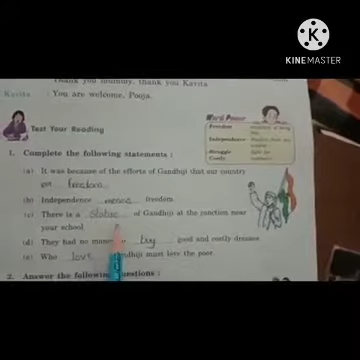 KINEMASTER
Thank you mummy, thank you Kavita
Kavita : You are welcome, Pooja.
Word Power
Freedom
Independence
Struggle
Costly
Test Your Reading
1. Complete the following statements :
(a) It was because of the efforts of Gandhiji that our country
got freedom
(b) Independence means freedom.
(c) There is a statue of Gandhiji at the junction near
your school
(d) They had no money to buy good and costly dresses
(e) Who love Gandhiji must love the poor.
2. Answer the following questions :